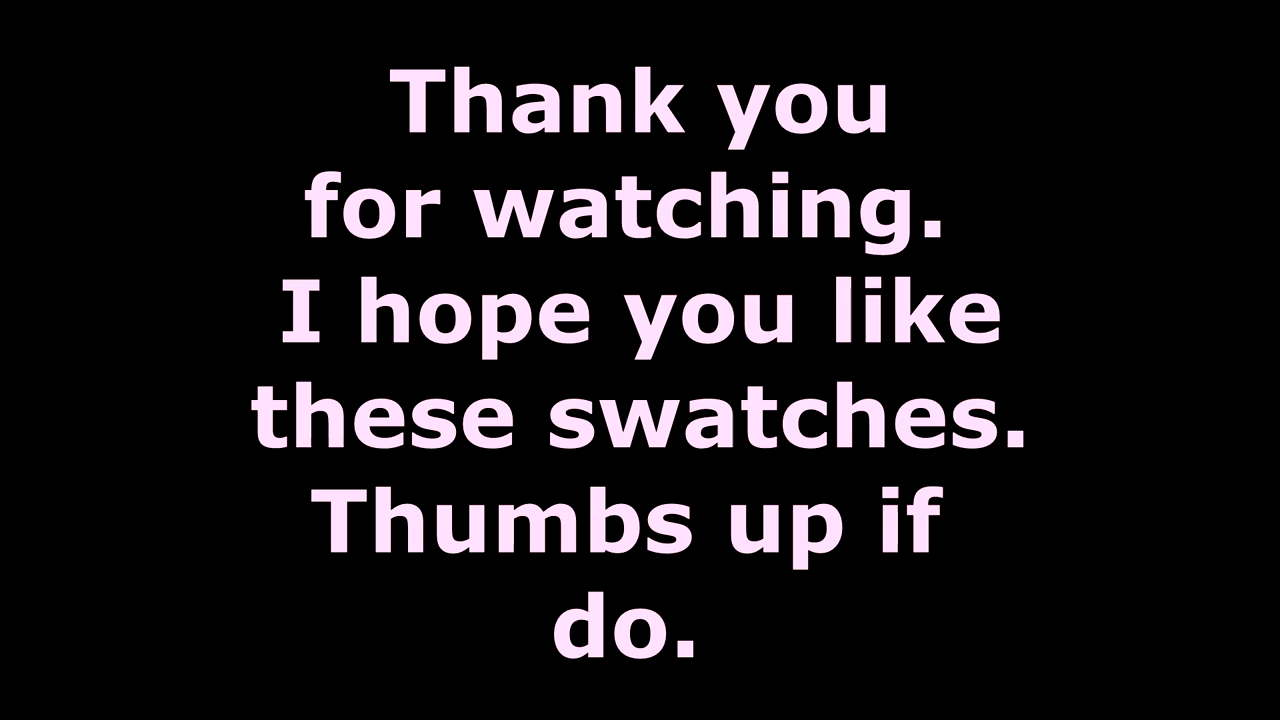 Thank you
for watching.
I hope you like
these swatches.
Thumbs up if
do.